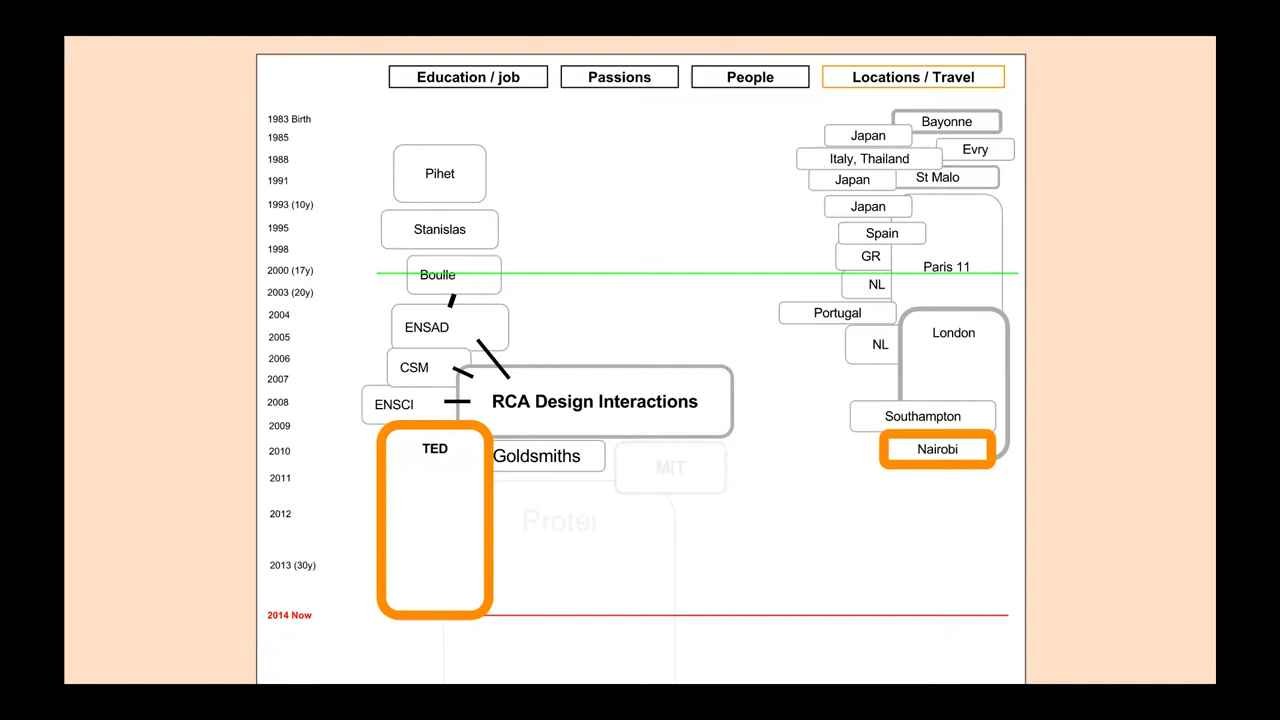 Education / job
Passions
People
Locations / Travel
1983 Birth
Bayonne
1985
Japan
Evry
1988
Italy, Thailand
Pihet
1991
Japan
St Malo
1993 (10y)
Japan
1995
Stanislas
Spain
1998
GR
2000 (17y)
Boulle
Paris 11
2003 (20y)
NL
2004
Portugal
ENSAD
London
2005
NL
2006
CSM
2007
2008
ENSCI
RCA Design Interactions
Southampton
2009
TED
Nairobi
2010
Goldsmiths
MIT
2011
2012
Protei
2013 (30y)
2014 Now